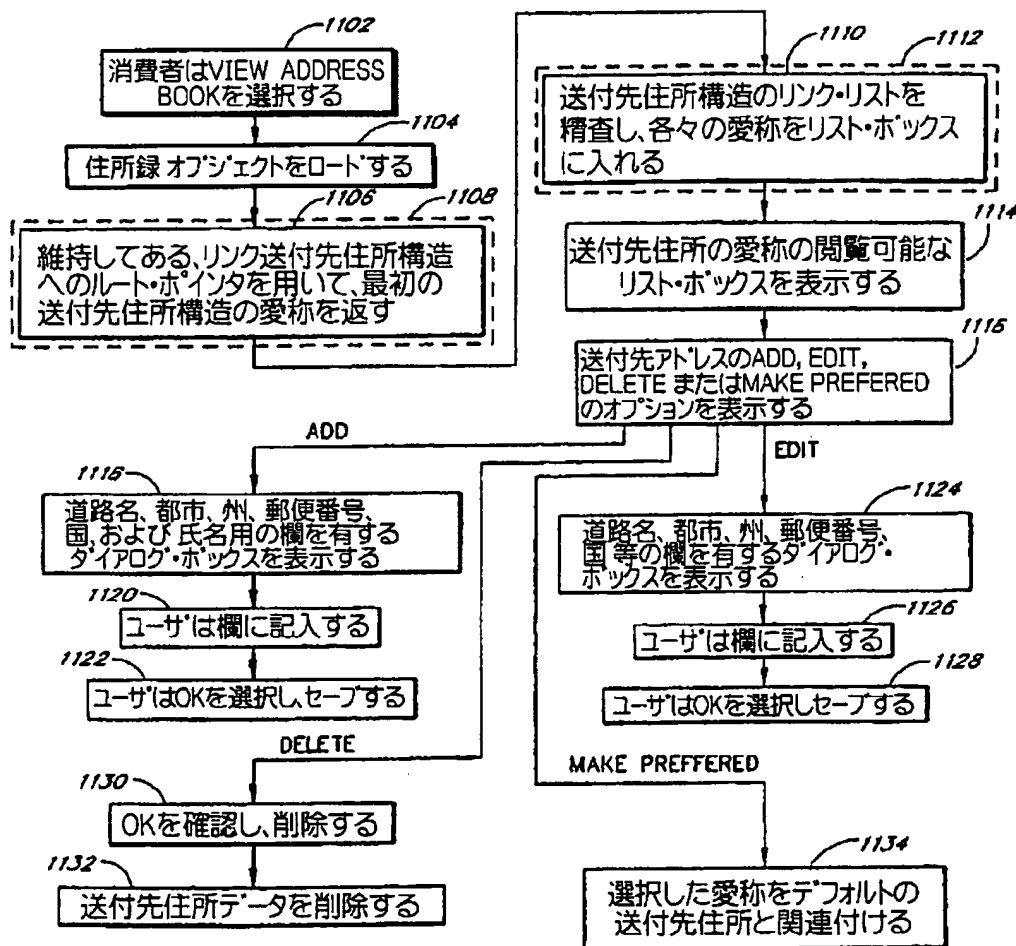 1102
消費者はVIEW ADDRESS
BOOKを選択する
1104
住所録 オブジェクトをロードする
1106
1108
維持してある、リンク送付先住所構造
へのルート・ポインタを用いて、最初の
送付先住所構造の愛称を返す
1110
1112
送付先住所構造のリンク・リストを
精査し、各々の愛称をリスト・ボックス
に入れる
1114
送付先住所の愛称の閲覧可能な
リスト・ボックスを表示する
1116
送付先アドレスのADD, EDIT,
DELETE またはMAKE PREFERED
のオプションを表示する
ADD
EDIT
1118
道路名、都市、州、郵便番号、
国、および 氏名用の欄を有する
ダイアログ・ボックスを表示する
1120
ユーザは欄に記入する
1122
ユーザはOKを選択し、セーブする
1124
道路名、都市、州、郵便番号、
国 等の欄を有するダイアログ・
ボックスを表示する
1126
ユーザは欄に記入する
1128
ユーザはOKを選択しセーブする
DELETE
1130
OKを確認し、削除する
1132
送付先住所データを削除する
MAKE PREFFERED
1134
選択した愛称をデフォルトの
送付先住所と関連付ける